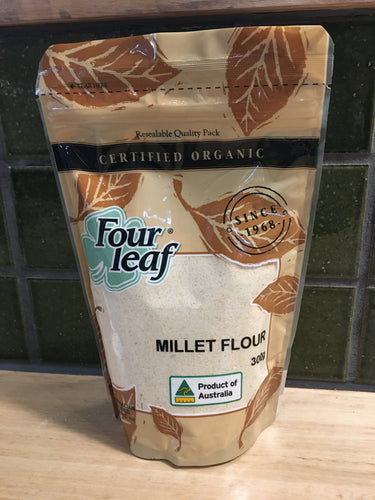 Resealable Quality Pack
CERTIFIED ORGANIC
SINCE
1968
Four
leaf®
MILLET FLOUR
300g
Product of
Australia